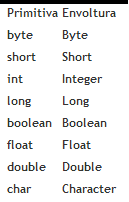 Primitiva Envoltura
byte Byte
short Short
int Integer
long Long
boolean Boolean
float Float
double Double
char Character